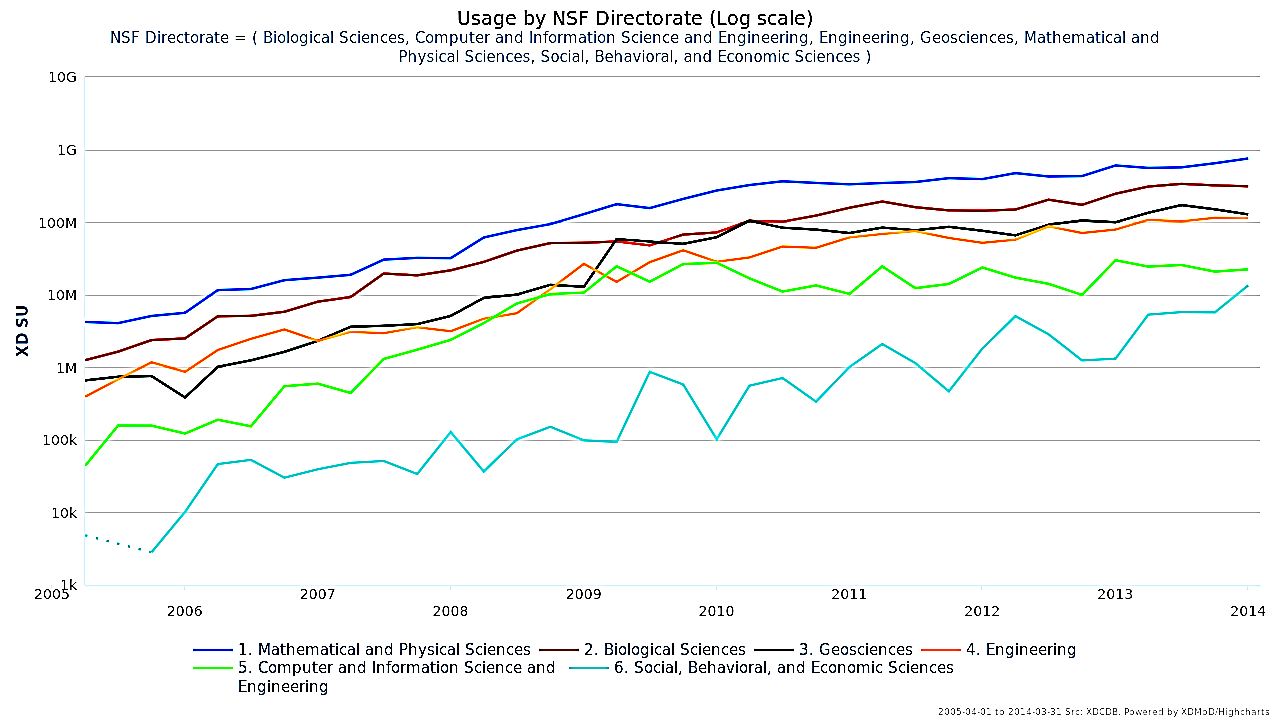 Usage by NSF Directorate (Log scale)
NSF Directorate = ( Biological Sciences, Computer and Information Science and Engineering, Engineering, Geosciences, Mathematical and
Physical Sciences, Social, Behavioral, and Economic Sciences )
10G
1G
100M
10M
1M
100k
10k
1k
XD SU
2005
2006
2007
2008
2009
2010
2011
2012
2013
2014
1. Mathematical and Physical Sciences 2. Biological Sciences 3. Geosciences 4. Engineering
5. Computer and Information Science and 6. Social, Behavioral, and Economic Sciences
Engineering
2005-04-01 to 2014-03-31 Src: XDCDB. Powered by XDMoD/Highcharts